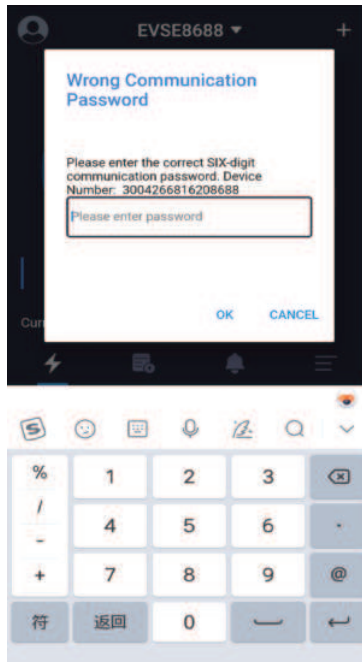 EVSE8688
Wrong Communication
Password
Please enter the correct SIX-digit
communication password. Device
Number: 3004266816208688
Please enter password
OK CANCEL
% 1 2 3
/
4 5 6 .
-
+ 7 8 9 @
符 返回 0